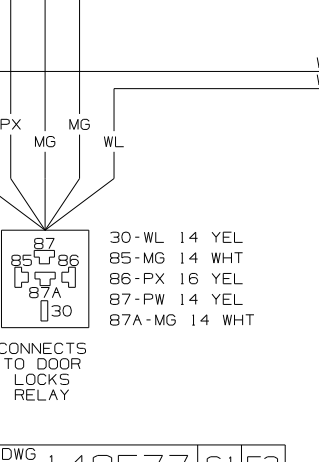 PX
MG
MG
WL
87
85
86
87A
30
30-WL 14 YEL
85-MG 14 WHT
86-PX 16 YEL
87-PW 14 YEL
87A-MG 14 WHT
CONNECTS
TO DOOR
LOCKS
RELAY
DWG